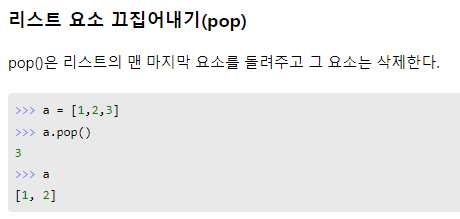 리스트 요소 끄집어내기(pop)
pop()은 리스트의 맨 마지막 요소를 돌려주고 그 요소는 삭제한다.
>>> a = [1,2,3]
>>> a.pop()
3
>>> a
[1, 2]